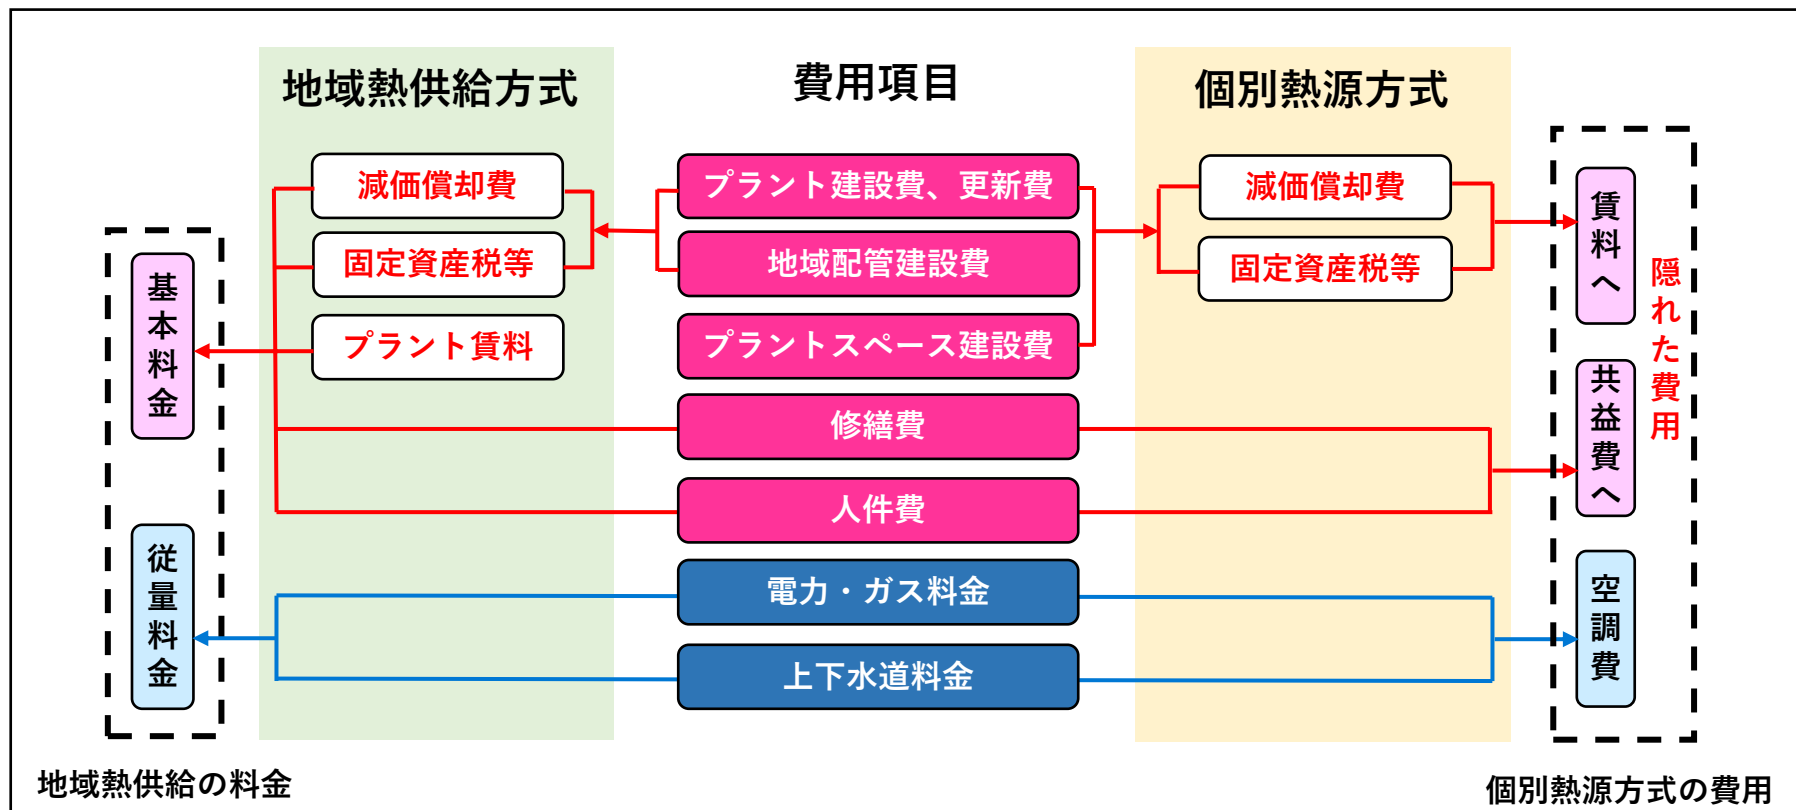 地域熱供給方式
費用項目
個別熱源方式
減価償却費
固定資産税等
プラント賃料
プラント建設費、更新費
地域配管建設費
プラントスペース建設費
修繕費
人件費
電力・ガス料金
上下水道料金
減価償却費
固定資産税等
基本料金
従量料金
賃料へ
共益費へ
空調費
隠れた費用
地域熱供給の料金
個別熱源方式の費用